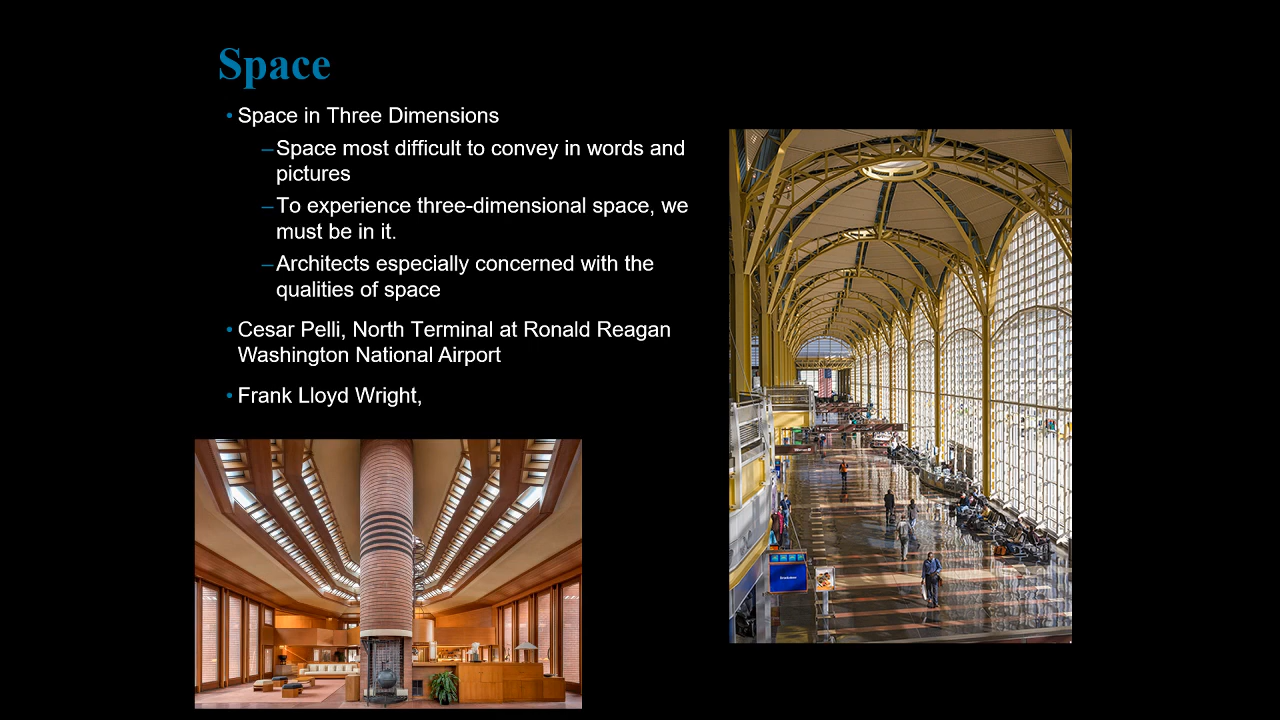 Space
• Space in Three Dimensions
–Space most difficult to convey in words and
pictures
–To experience three-dimensional space, we
must be in it.
–Architects especially concerned with the
qualities of space
• Cesar Pelli, North Terminal at Ronald Reagan
Washington National Airport
• Frank Lloyd Wright,